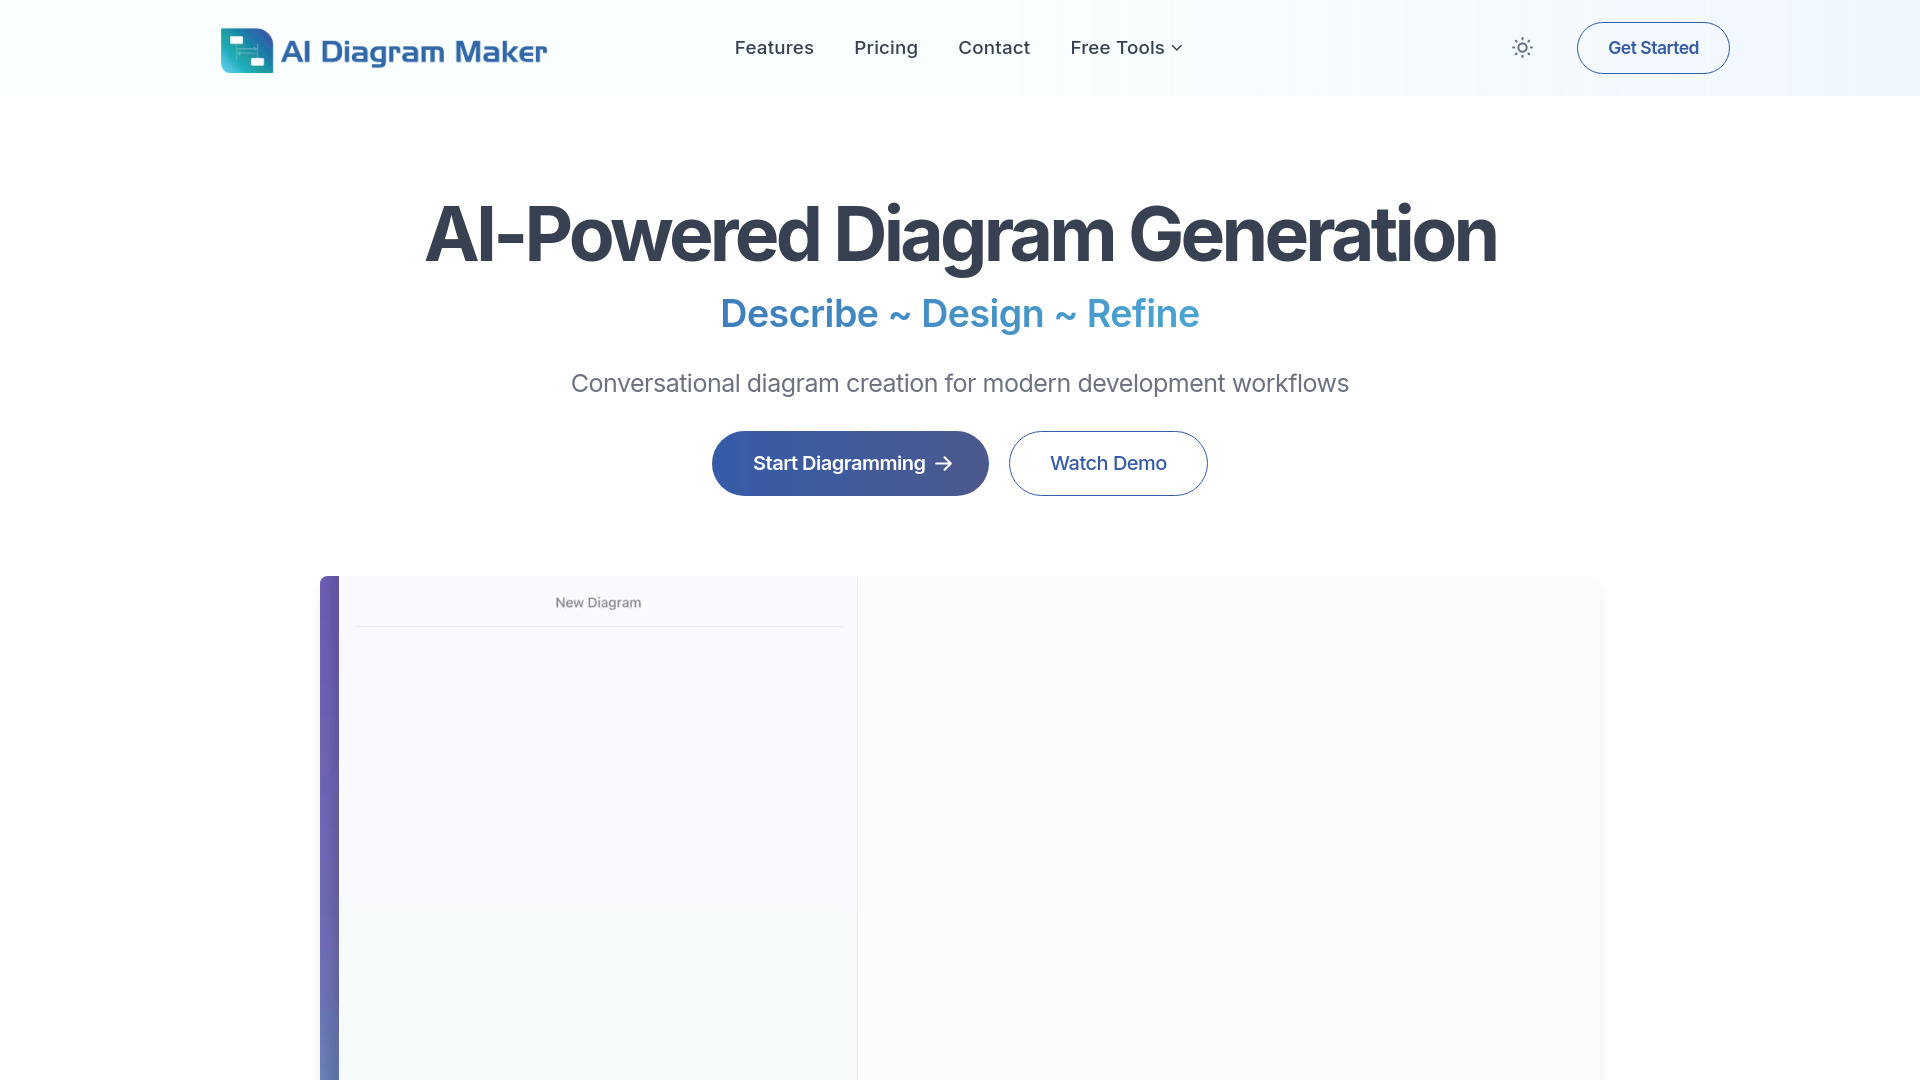 AI Diagram Maker
Features
Pricing
Contact
Free Tools
Get Started
AI-Powered Diagram Generation
Describe ~ Design ~ Refine
Conversational diagram creation for modern development workflows
Start Diagramming
Watch Demo
New Diagram